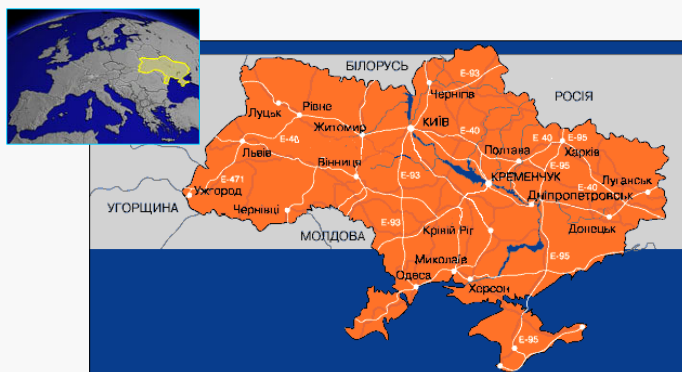 БІЛОРУСЬ
E-93
Чернігів
РОСІЯ
Луцьк
Рівне
Житомир
КИЇВ
E-40
E 40
E-95
Львів
E-40
Вінниця
Полтава
Харків
E-95
E-471
Ужгород
E-93
КРЕМЕНЧУК
Луганськ
E-40
УГОРЩИНА
Чернівці
Дніпропетровськ
E-93
Донецьк
МОЛДОВА
Кривий Ріг
Миколаїв
E-95
Одеса
Хорсон
E-95